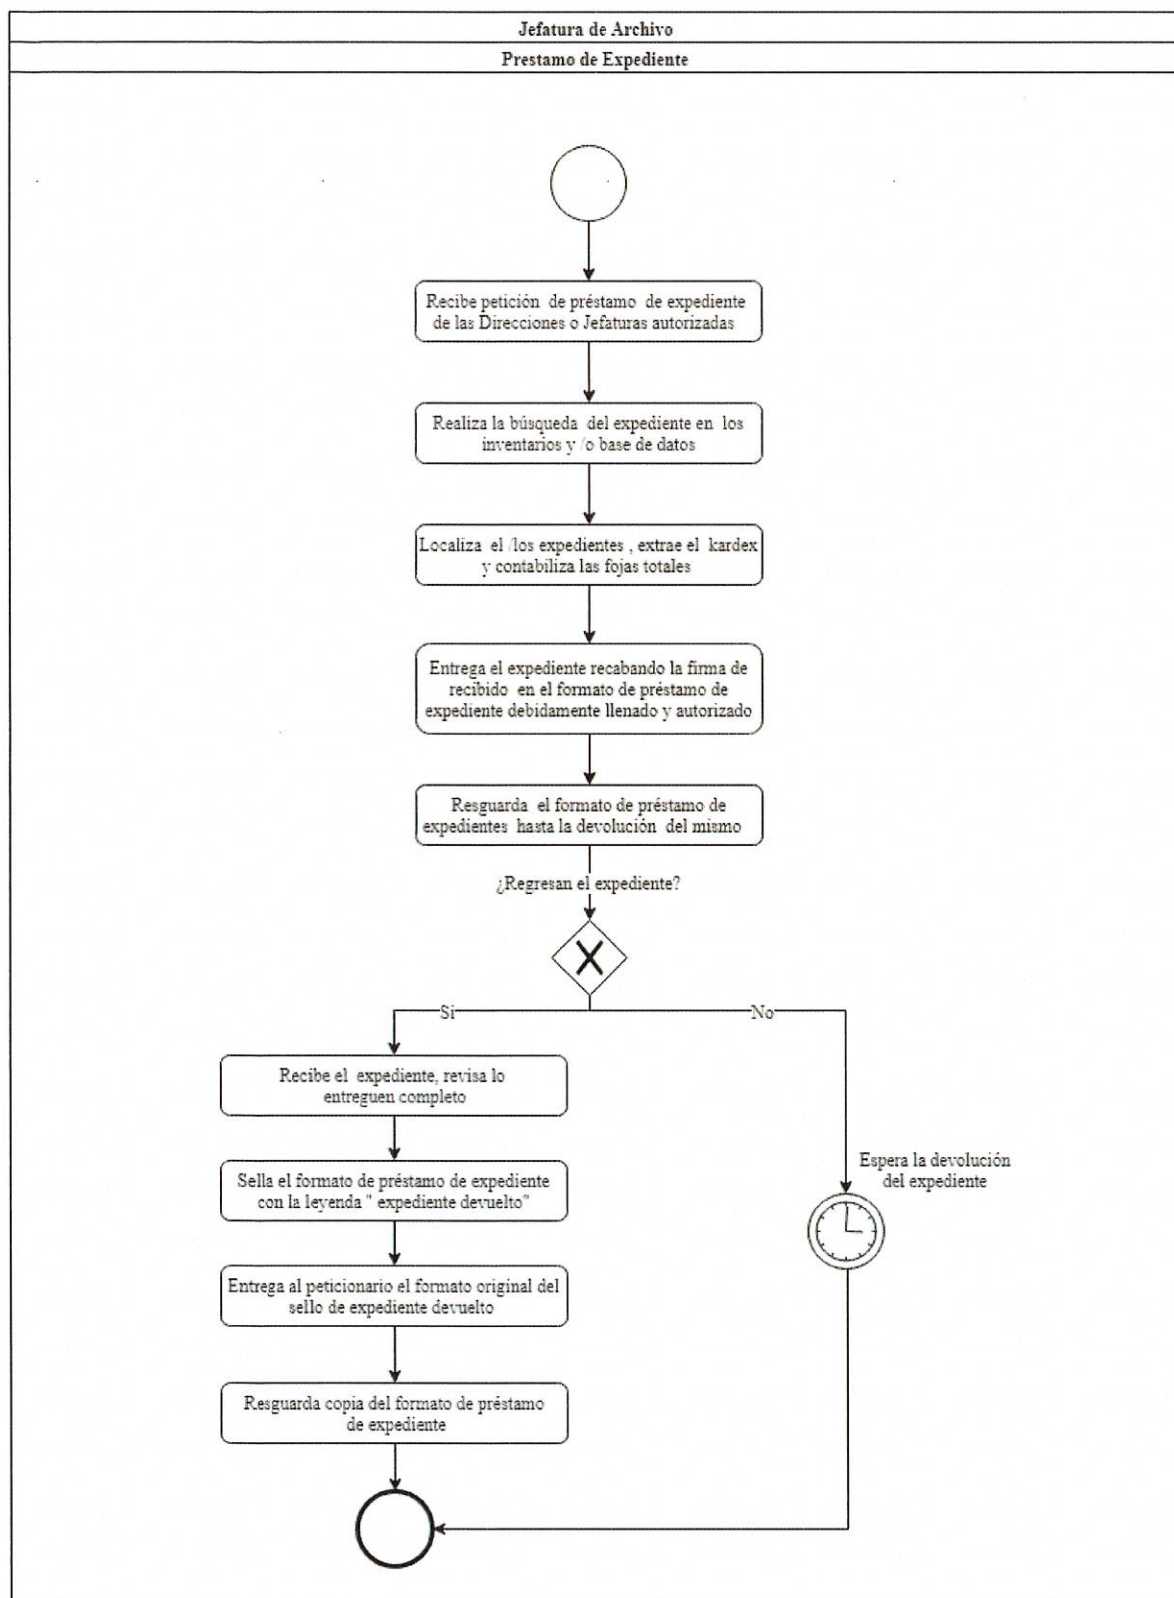 Jefatura de Archivo
Prestamo de Expediente
Recibe petición de préstamo de expediente
de las Direcciones o Jefaturas autorizadas
Realiza la búsqueda del expediente en los
inventarios y /o base de datos
Localiza el /los expedientes , extrae el kardex
y contabiliza las fojas totales
Entrega el expediente recabando la firma de
recibido en el formato de préstamo de
expediente debidamente llenado y autorizado
Resguarda el formato de préstamo de
expedientes hasta la devolución del mismo
¿Regresan el expediente?
Si
No
Recibe el expediente, revisa lo
entreguen completo
Espera la devolución
del expediente
Sella el formato de préstamo de expediente
con la leyenda " expediente devuelto"
Entrega al peticionario el formato original del
sello de expediente devuelto
Resguarda copia del formato de préstamo
de expediente